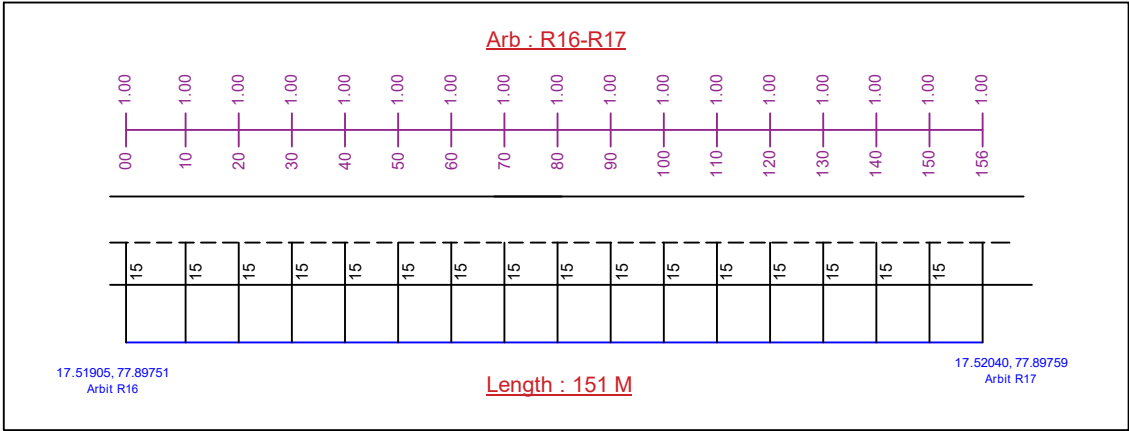 Arb : R16-R17
1.00 1.00 1.00 1.00 1.00 1.00 1.00 1.00 1.00 1.00 1.00 1.00 1.00 1.00 1.00 1.00 1.00
00 10 20 30 40 50 60 70 80 90 100 110 120 130 140 150 156
15 15 15 15 15 15 15 15 15 15 15 15 15 15 15 15
17.51905, 77.89751
Arbit R16
Length : 151 M
17.52040, 77.89759
Arbit R17